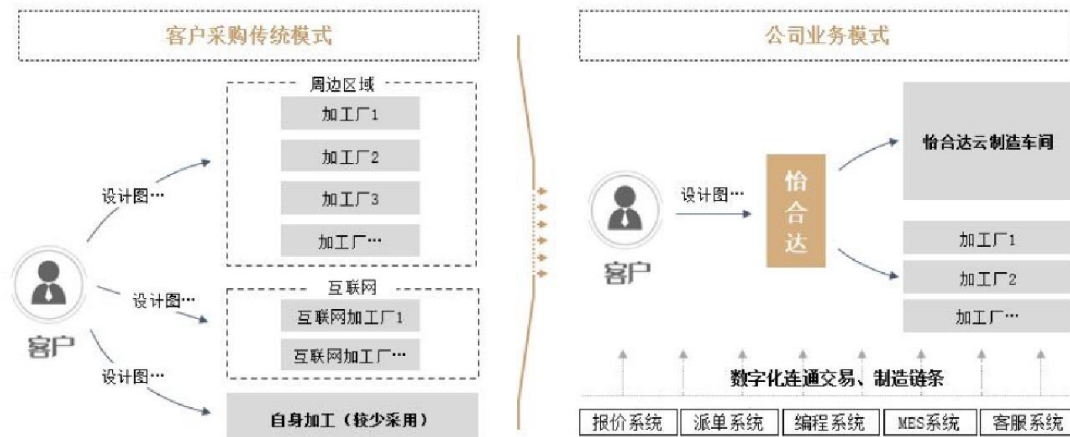 客户采购传统模式
周边区域
加工厂1
加工厂2
加工厂3
加工厂…
设计图…
互联网
互联网加工厂1
互联网加工厂…
设计图…
客户
设计图…
自身加工（较少采用）
公司业务模式
客户
设计图…
怡合达
怡合达云制造车间
加工厂1
加工厂2
加工厂…
数字化连通交易、制造链条
报价系统
派单系统
编程系统
MES系统
客服系统